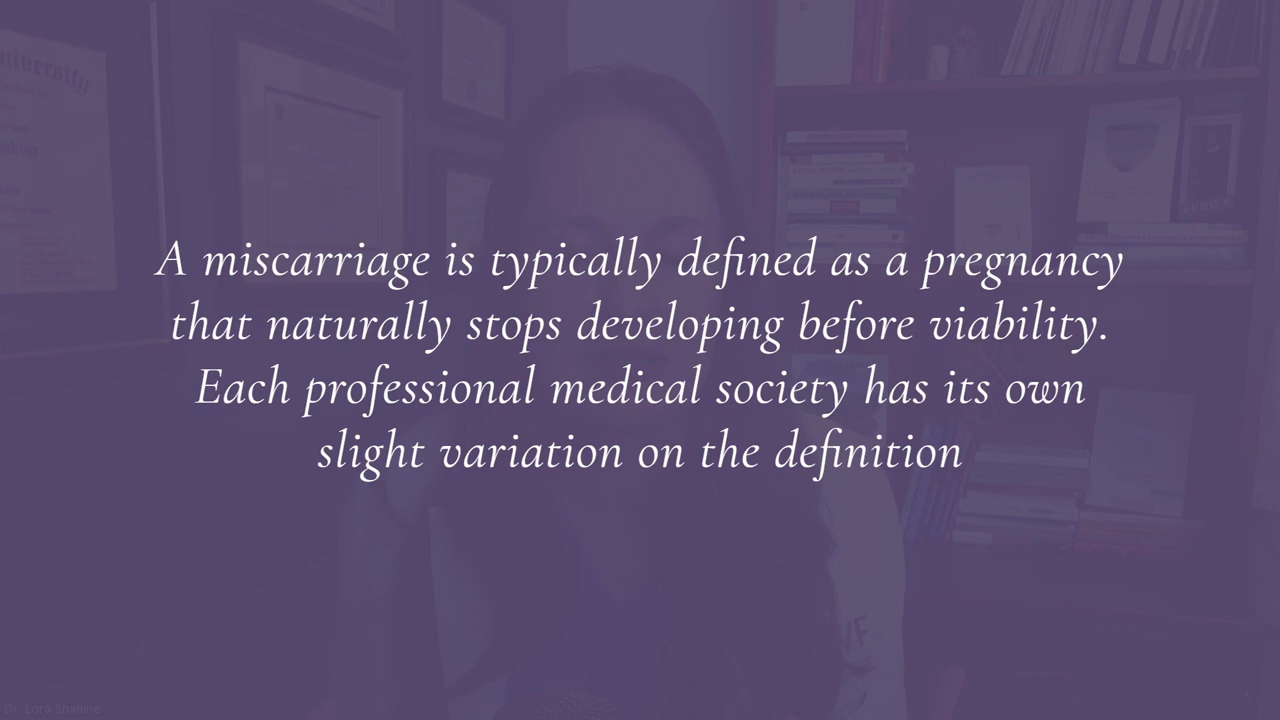 niversity
A miscarriage is typically defined as a pregnancy
that naturally stops developing before viability.
Each professional medical society has its own
slight variation on the definition
Dr. Lora Shahine